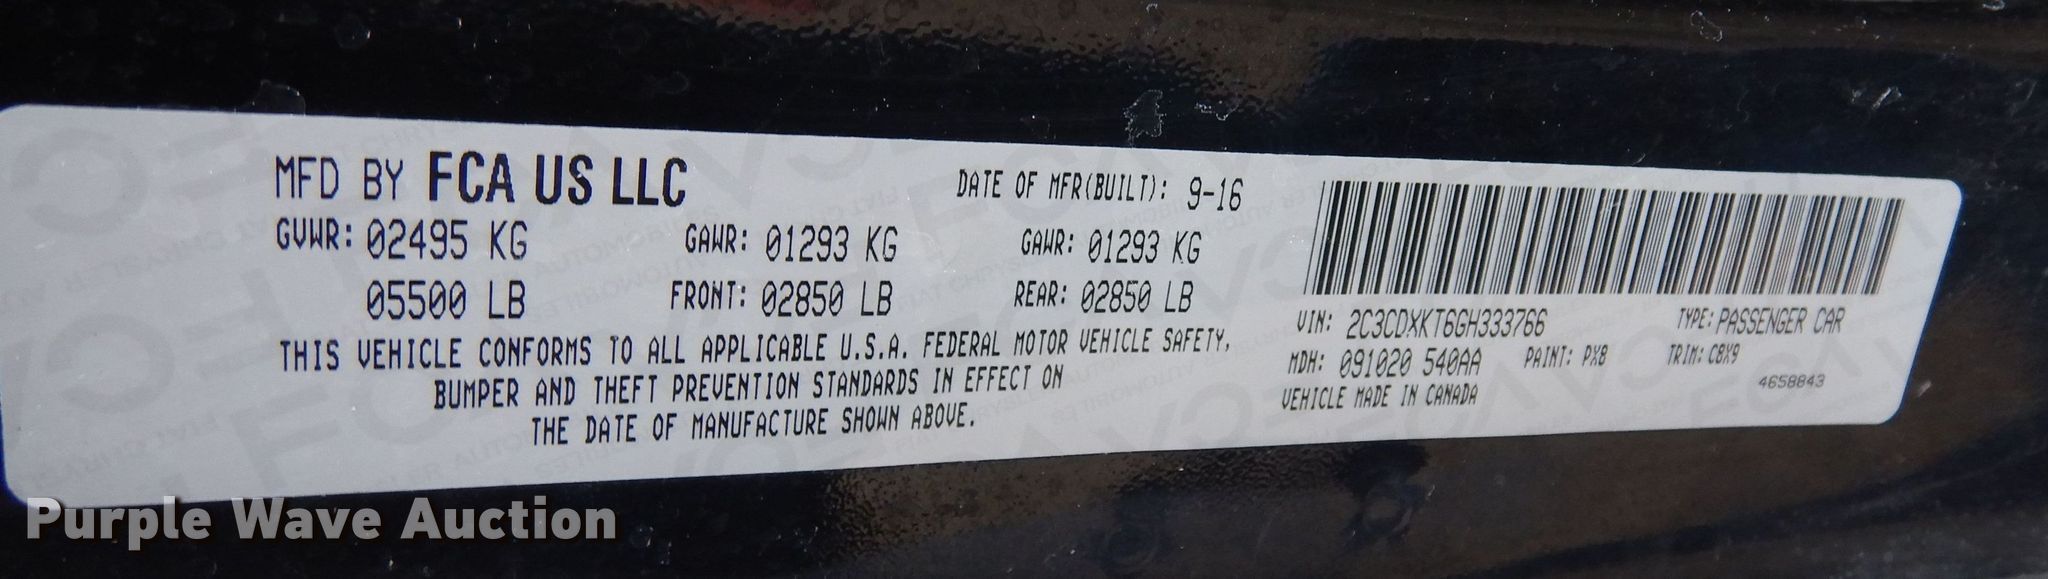 MFD BY FCA US LLC
DATE OF MFR(BUILT): 9-16
GVWR: 02495 KG
GAWR: 01293 KG
GAWR: 01293 KG
05500 LB
FRONT: 02850 LB
REAR: 02850 LB
THIS VEHICLE CONFORMS TO ALL APPLICABLE U.S.A. FEDERAL MOTOR VEHICLE SAFETY,
BUMPER AND THEFT PREVENTION STANDARDS IN EFFECT ON
THE DATE OF MANUFACTURE SHOWN ABOVE.
VIN: 2C3CDXKT6GH333766
TYPE: PASSENGER CAR
MDH: 091020 540AA
PAINT: PX8
TRIM: C8X9
VEHICLE MADE IN CANADA
4658843
Purple Wave Auction